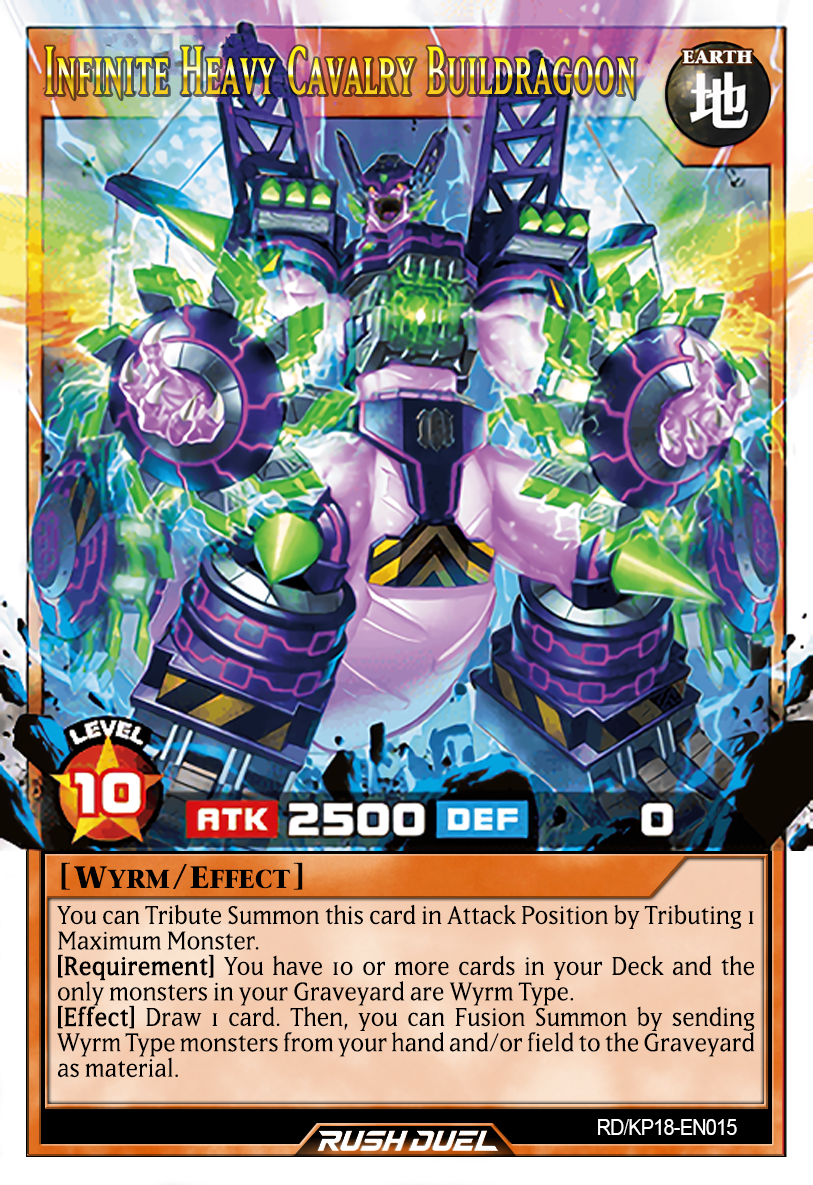 Infinite Heavy Cavalry Buildragoon
EARTH
地
LEVEL
10
ATK 2500 DEF 0
[Wyrm/Effect]
You can Tribute Summon this card in Attack Position by Tributing 1
Maximum Monster.
[Requirement] You have 10 or more cards in your Deck and the
only monsters in your Graveyard are Wyrm Type.
[Effect] Draw 1 card. Then, you can Fusion Summon by sending
Wyrm Type monsters from your hand and/or field to the Graveyard
as material.
RD/KP18-EN015
RUSH DUEL